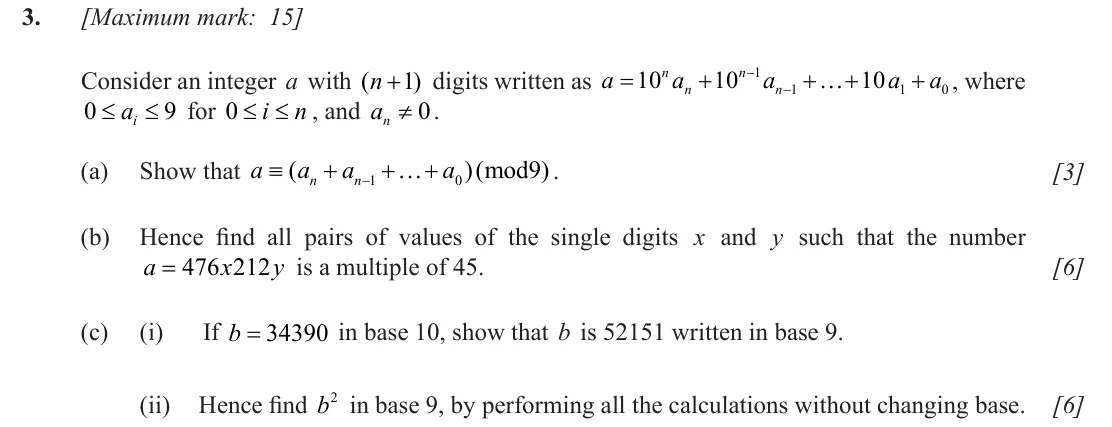 3. [Maximum mark: 15]
Consider an integer a with (n+1) digits written as a=10ⁿaₙ+10ⁿ⁻¹aₙ₋₁+…+10a₁+a₀, where
0≤aᵢ≤9 for 0≤i≤n, and aₙ≠0.
(a) Show that a≡(aₙ+aₙ₋₁+…+a₀)(mod9). [3]
(b) Hence find all pairs of values of the single digits x and y such that the number
a=476x212y is a multiple of 45. [6]
(c) (i) If b=34390 in base 10, show that b is 52151 written in base 9.
(ii) Hence find b² in base 9, by performing all the calculations without changing base. [6]